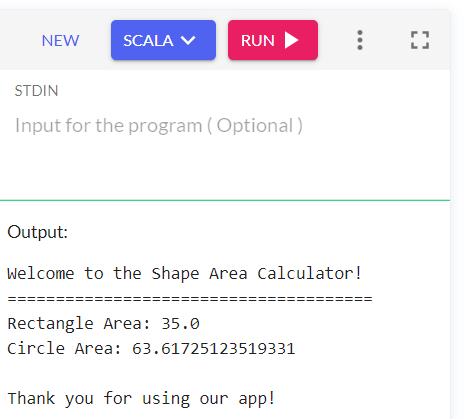 NEW SCALA RUN
STDIN
Input for the program ( Optional )
Output:
Welcome to the Shape Area Calculator!
======================================
Rectangle Area: 35.0
Circle Area: 63.61725123519331
Thank you for using our app!